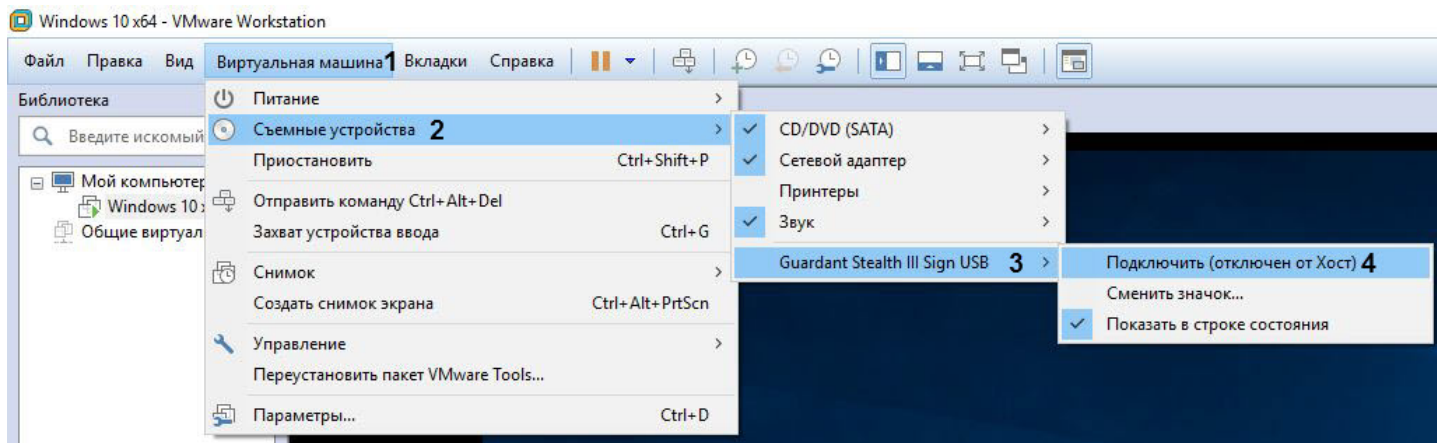 Windows 10 x64 - VMware Workstation
Файл Правка Вид Виртуальная машина 1 Вкладки Справка
Библиотека
Введите искомый
Мой компьютер
Windows 10
Общие виртуал
Питание
Съемные устройства 2
Приостановить Ctrl+Shift+P
Отправить команду Ctrl+Alt+Del
Захват устройства ввода Ctrl+G
Снимок
Создать снимок экрана Ctrl+Alt+PrtScn
Управление
Переустановить пакет VMware Tools...
Параметры... Ctrl+D
CD/DVD (SATA)
Сетевой адаптер
Принтеры
Звук
Guardant Stealth III Sign USB 3
Подключить (отключен от Хост) 4
Сменить значок...
Показать в строке состояния